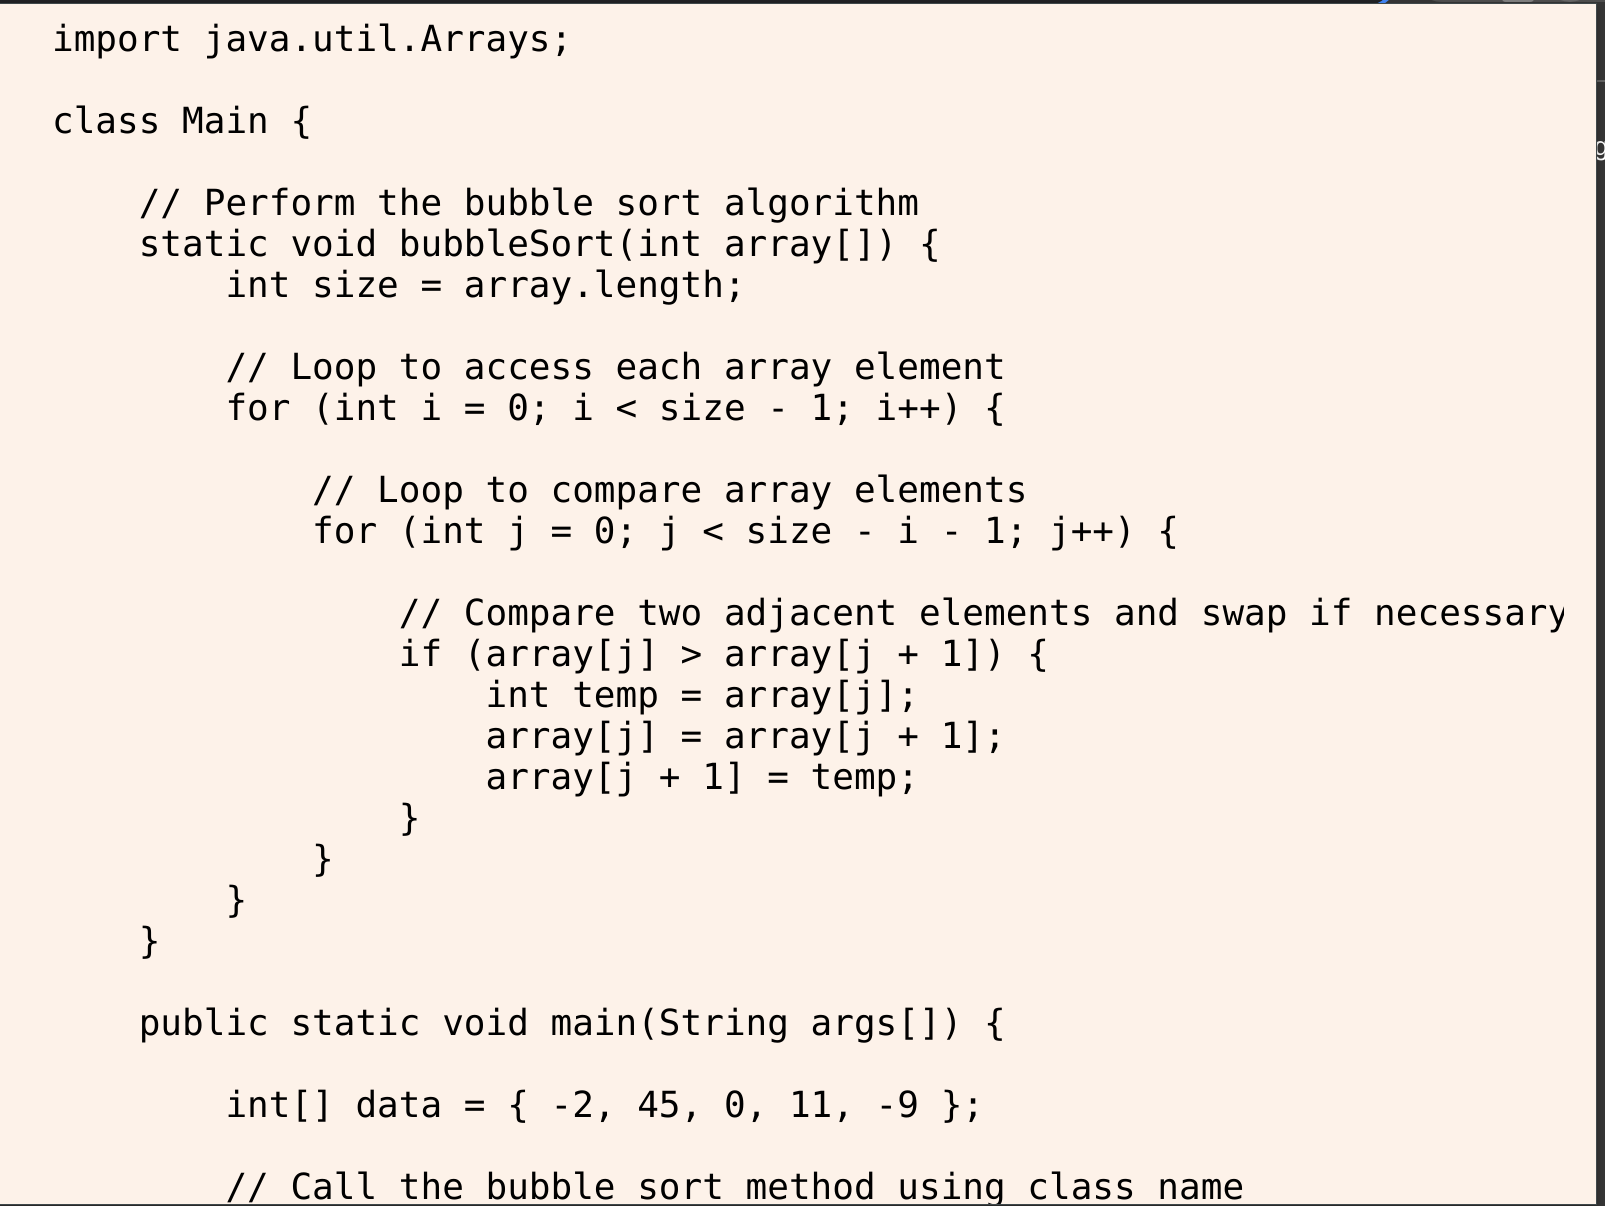 import java.util.Arrays;
class Main {
// Perform the bubble sort algorithm
static void bubbleSort(int array[]) {
int size = array.length;
// Loop to access each array element
for (int i = 0; i < size - 1; i++) {
// Loop to compare array elements
for (int j = 0; j < size - i - 1; j++) {
// Compare two adjacent elements and swap if necessary
if (array[j] > array[j + 1]) {
int temp = array[j];
array[j] = array[j + 1];
array[j + 1] = temp;
}
}
}
}
public static void main(String args[]) {
int[] data = { -2, 45, 0, 11, -9 };
// Call the bubble sort method using class name